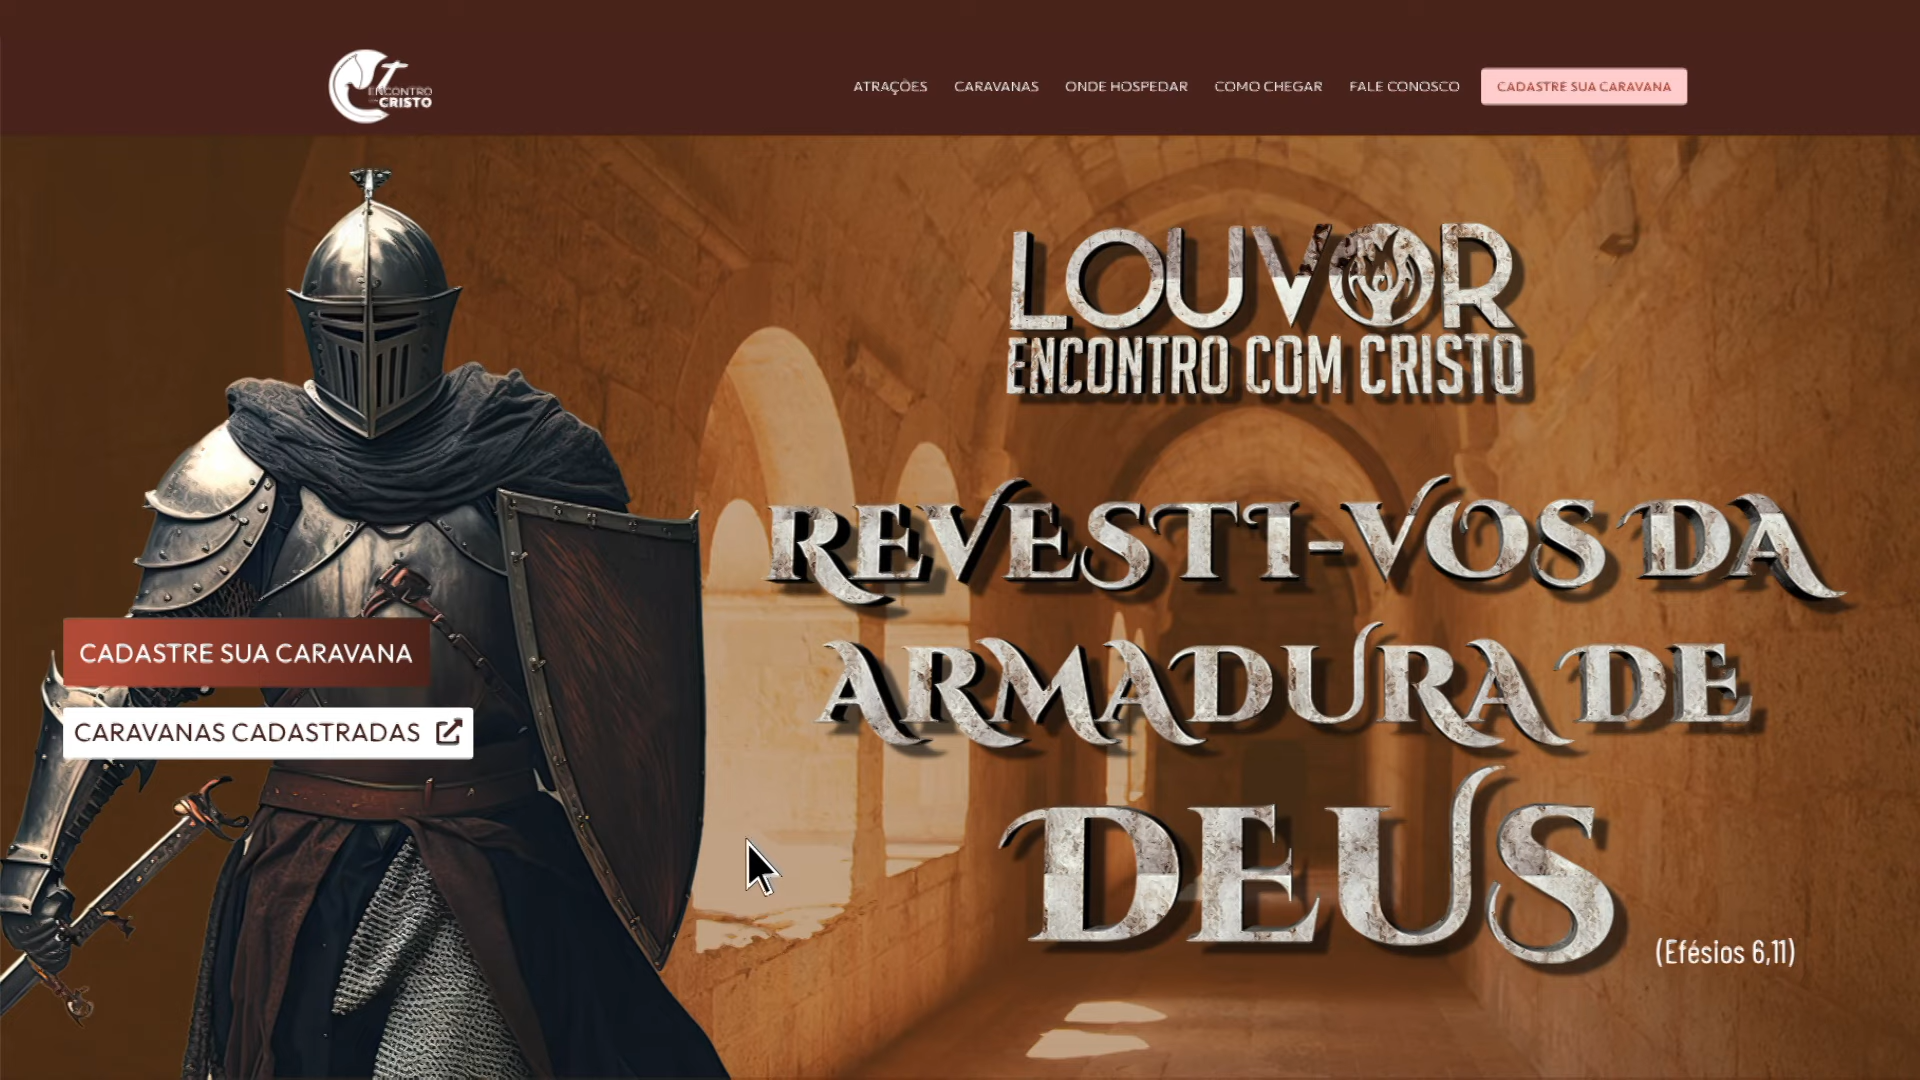 ENCONTRO
COM
CRISTO
ATRAÇÕES
CARAVANAS
ONDE HOSPEDAR
COMO CHEGAR
FALE CONOSCO
CADASTRE SUA CARAVANA
LOUVOR
ENCONTRO COM CRISTO
REVESTI-VOS DA
ARMADURA DE
DEUS
(Efésios 6,11)
CADASTRE SUA CARAVANA
CARAVANAS CADASTRADAS